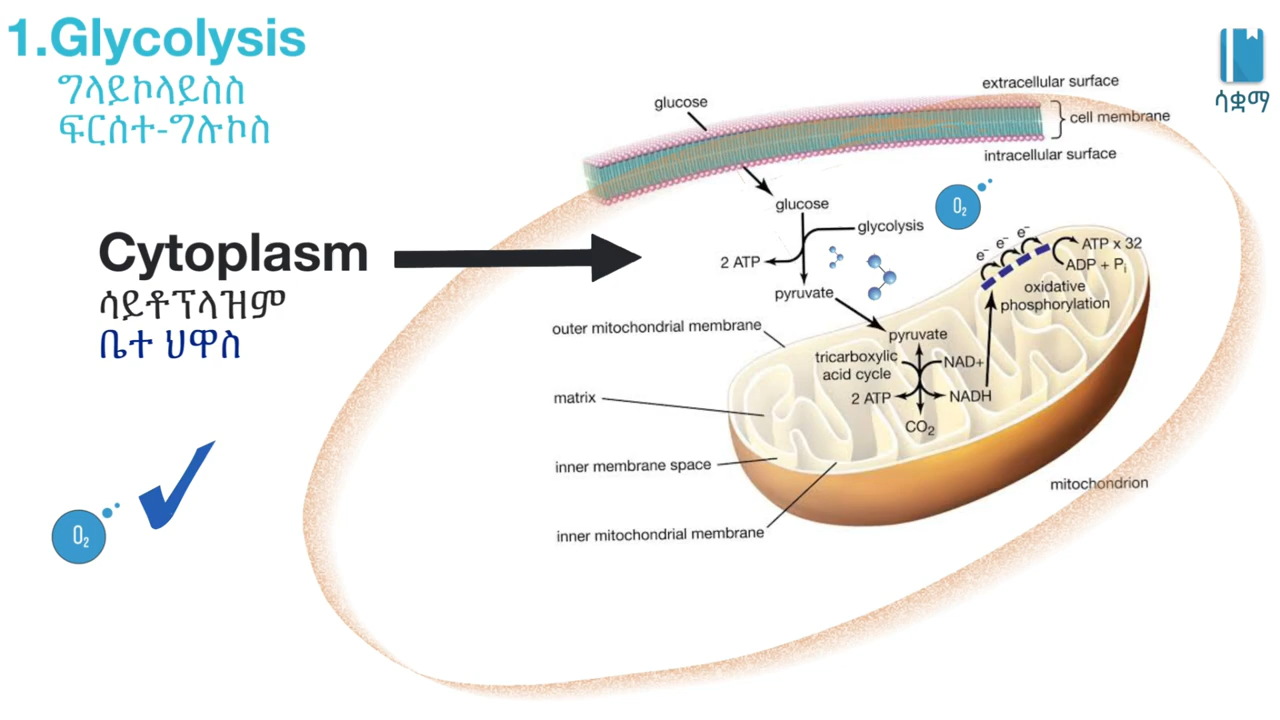 1.Glycolysis
ግላይኮላይስስ
ፍርሰተ-ግሉኮስ
ሳቋማ
extracellular surface
glucose
cell membrane
intracellular surface
glucose
O₂
glycolysis
Cytoplasm
ሳይቶፕላዝም
ቤተ ህዋስ
2 ATP
pyruvate
e⁻ e⁻ e⁻
ATP x 32
ADP + Pᵢ
oxidative
phosphorylation
outer mitochondrial membrane
pyruvate
tricarboxylic
acid cycle
NAD+
matrix
2 ATP
NADH
CO₂
inner membrane space
mitochondrion
inner mitochondrial membrane
O₂